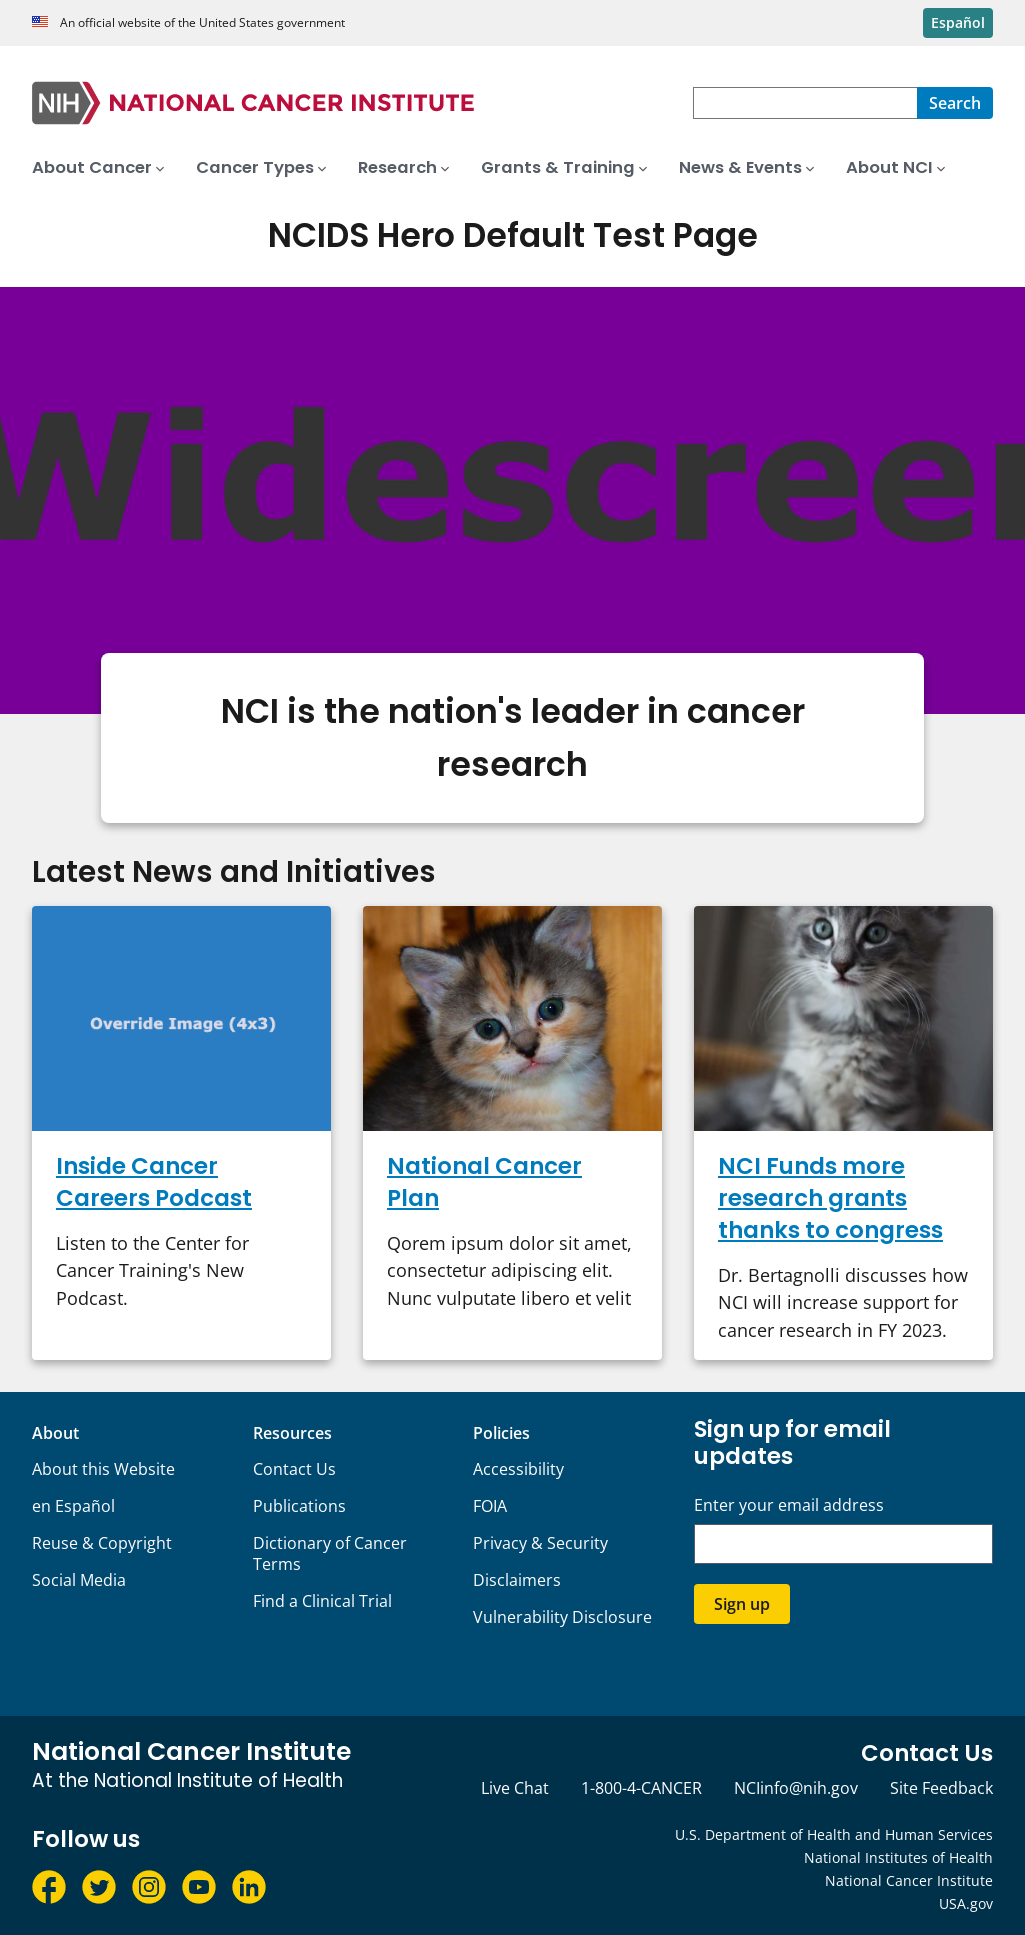 An official website of the United States government
Español
NIH NATIONAL CANCER INSTITUTE
Search
About Cancer
Cancer Types
Research
Grants & Training
News & Events
About NCI
NCIDS Hero Default Test Page
Widescreen
NCI is the nation's leader in cancer
research
Latest News and Initiatives
Override Image (4x3)
Inside Cancer
Careers Podcast
Listen to the Center for
Cancer Training's New
Podcast.
National Cancer
Plan
Qorem ipsum dolor sit amet,
consectetur adipiscing elit.
Nunc vulputate libero et velit
NCI Funds more
research grants
thanks to congress
Dr. Bertagnolli discusses how
NCI will increase support for
cancer research in FY 2023.
About
About this Website
en Español
Reuse & Copyright
Social Media
Resources
Contact Us
Publications
Dictionary of Cancer
Terms
Find a Clinical Trial
Policies
Accessibility
FOIA
Privacy & Security
Disclaimers
Vulnerability Disclosure
Sign up for email
updates
Enter your email address
Sign up
National Cancer Institute
At the National Institute of Health
Follow us
Contact Us
Live Chat
1-800-4-CANCER
NCIinfo@nih.gov
Site Feedback
U.S. Department of Health and Human Services
National Institutes of Health
National Cancer Institute
USA.gov